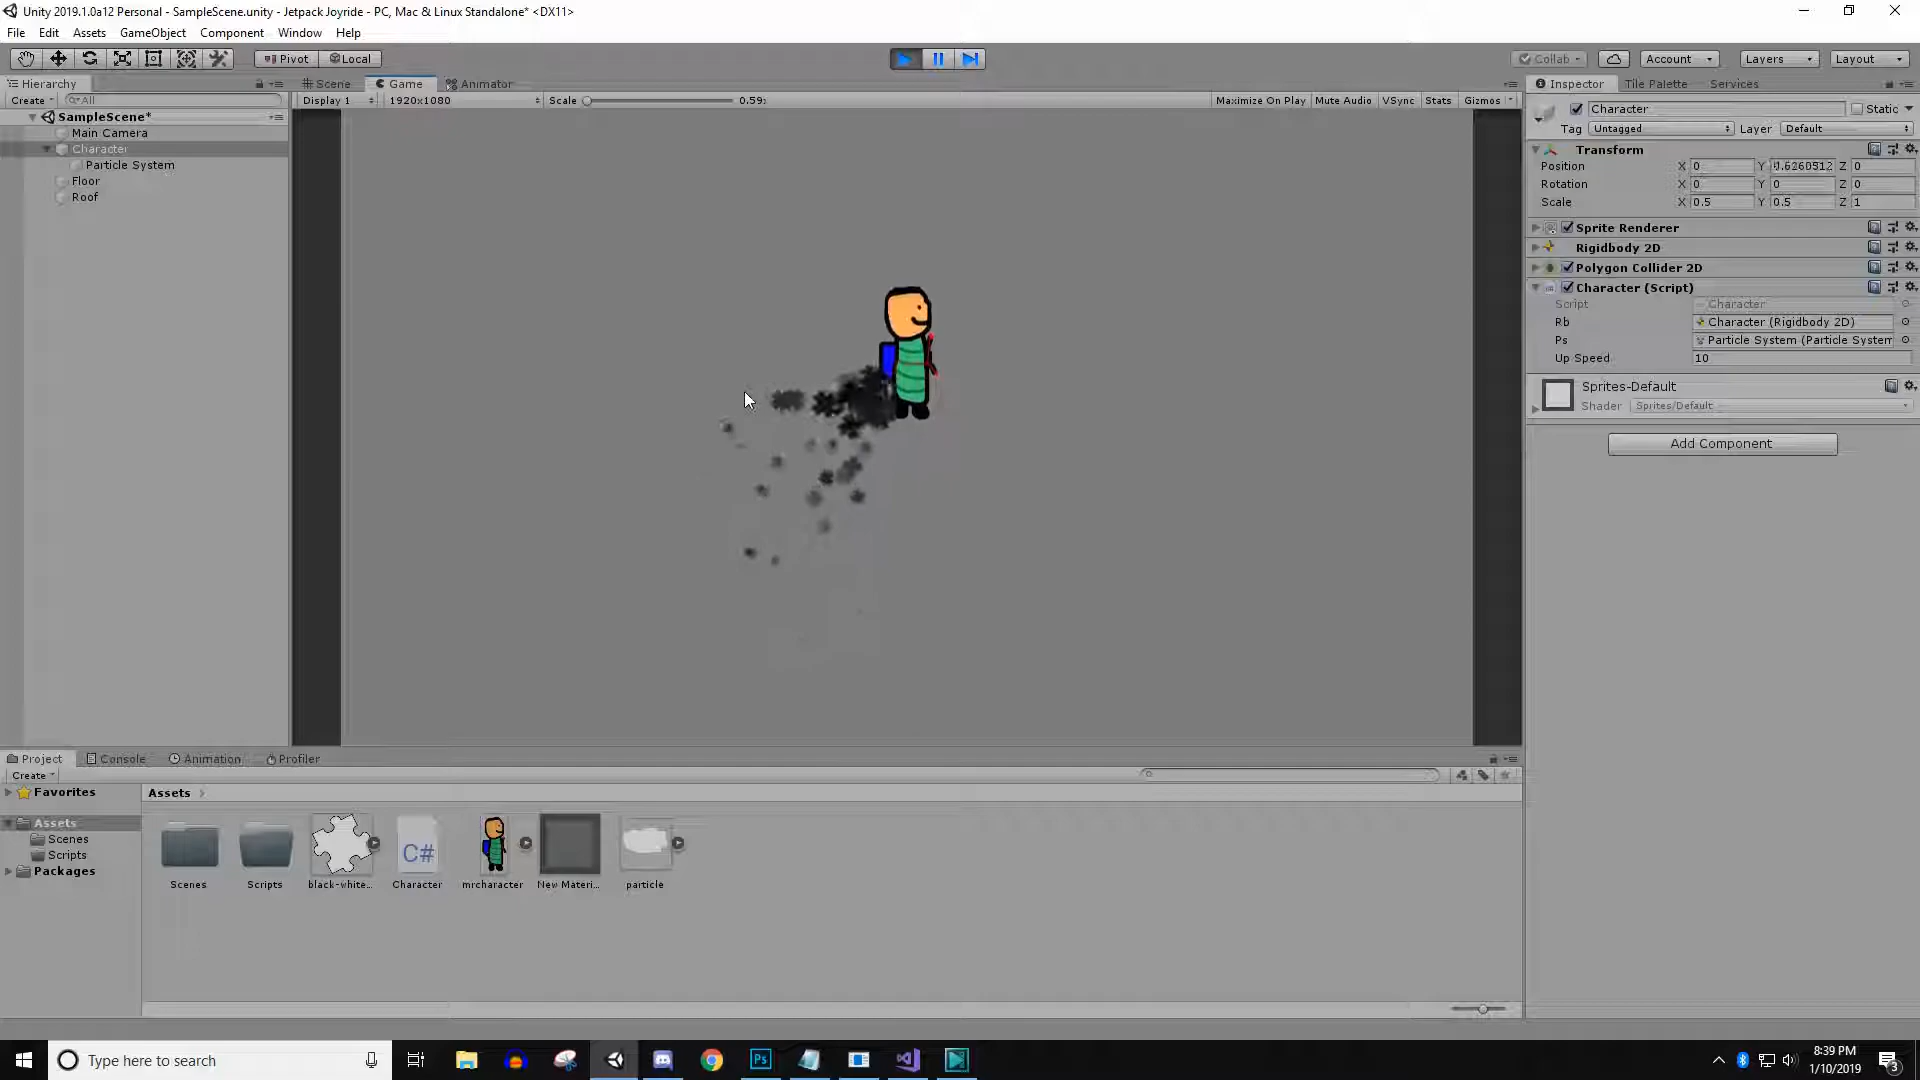 Unity 2019.1.0a12 Personal - SampleScene.unity - Jetpack Joyride - PC, Mac & Linux Standalone* <DX11>
File Edit Assets GameObject Component Window Help
Pivot Local Collab Account Layers Layout
Hierarchy Scene Game Animator Inspector Tile Palette Services
Create All Display 1 1920x1080 Scale 0.59: Maximize On Play Mute Audio VSync Stats Gizmos
SampleScene*
Main Camera
Character
Particle System
Floor
Roof
Character Static
Tag Untagged Layer Default
Transform
Position X 0 Y Z 0
Rotation X 0 Y 0 Z 0
Scale X 0.5 Y 0.5 Z 1
Sprite Renderer
Rigidbody 2D
Polygon Collider 2D
Character (Script)
Script Character
Rb Character (Rigidbody 2D)
Ps Particle System (Particle System
Up Speed 10
Sprites-Default
Shader Sprites/Default
Add Component
Project Console Animation Profiler
Create
Favorites
Assets
Scenes
Scripts
Packages
Assets
C#
Scenes Scripts black-white... Character mrcharacter New Materi... particle
Type here to search
Ps
8:39 PM
1/10/2019
3